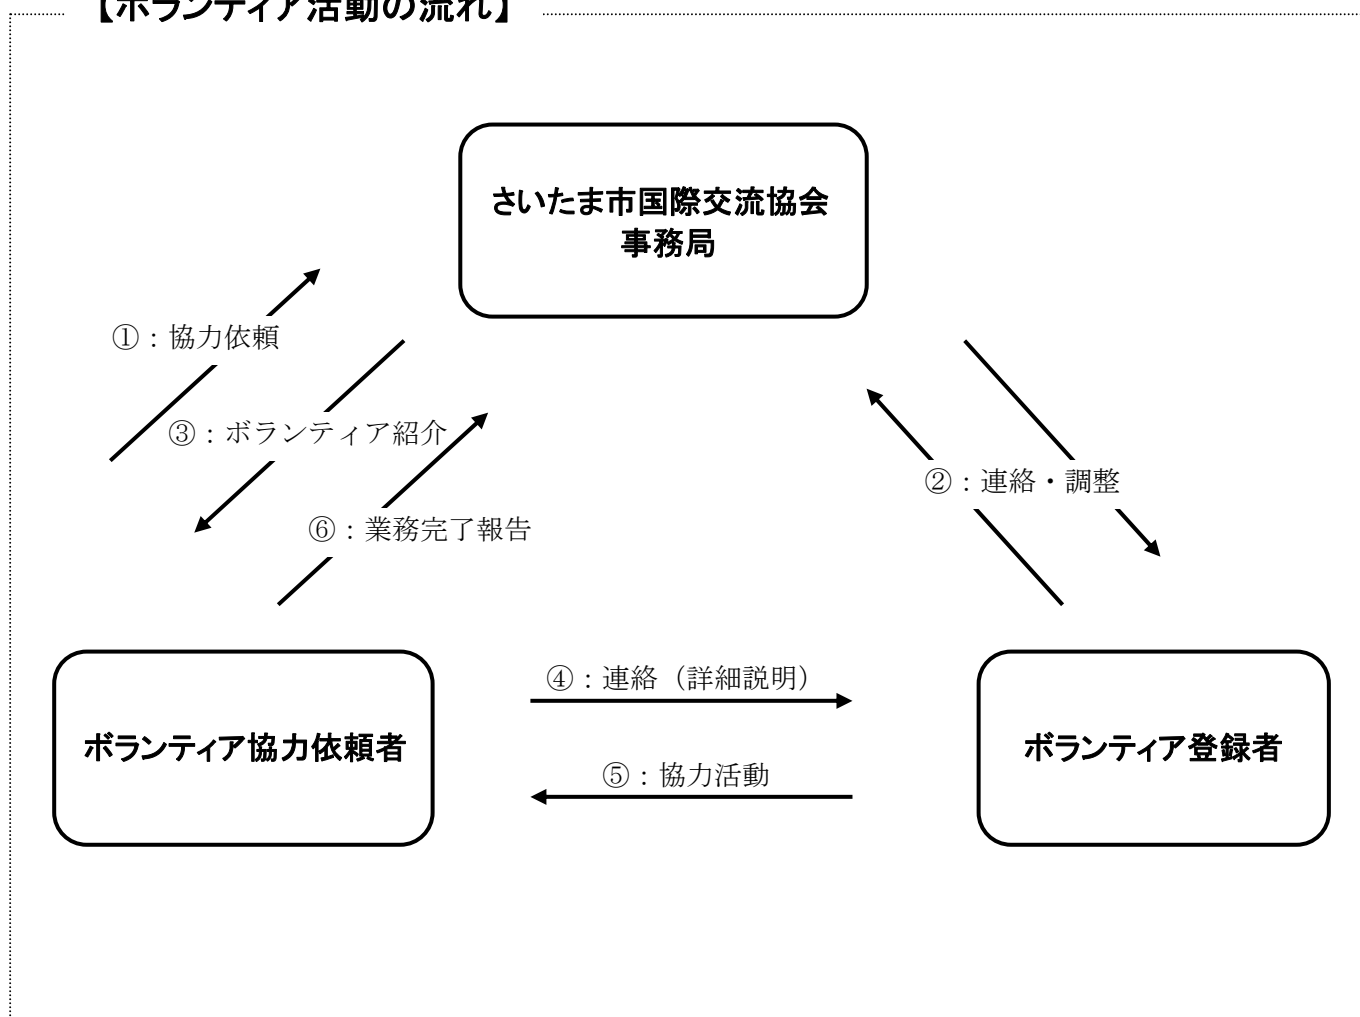 【ボランティア活動の流れ】
さいたま市国際交流協会
事務局
①：協力依頼
③：ボランティア紹介
②：連絡・調整
⑥：業務完了報告
④：連絡（詳細説明）
ボランティア協力依頼者
ボランティア登録者
⑤：協力活動